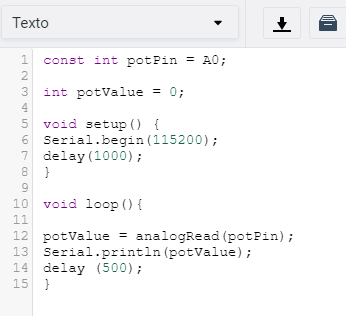 Texto
1 const int potPin = A0;
2
3 int potValue = 0;
4
5 void setup() {
6 Serial.begin(115200);
7 delay(1000);
8 }
9
10 void loop(){
11
12 potValue = analogRead(potPin);
13 Serial.println(potValue);
14 delay (500);
15 }